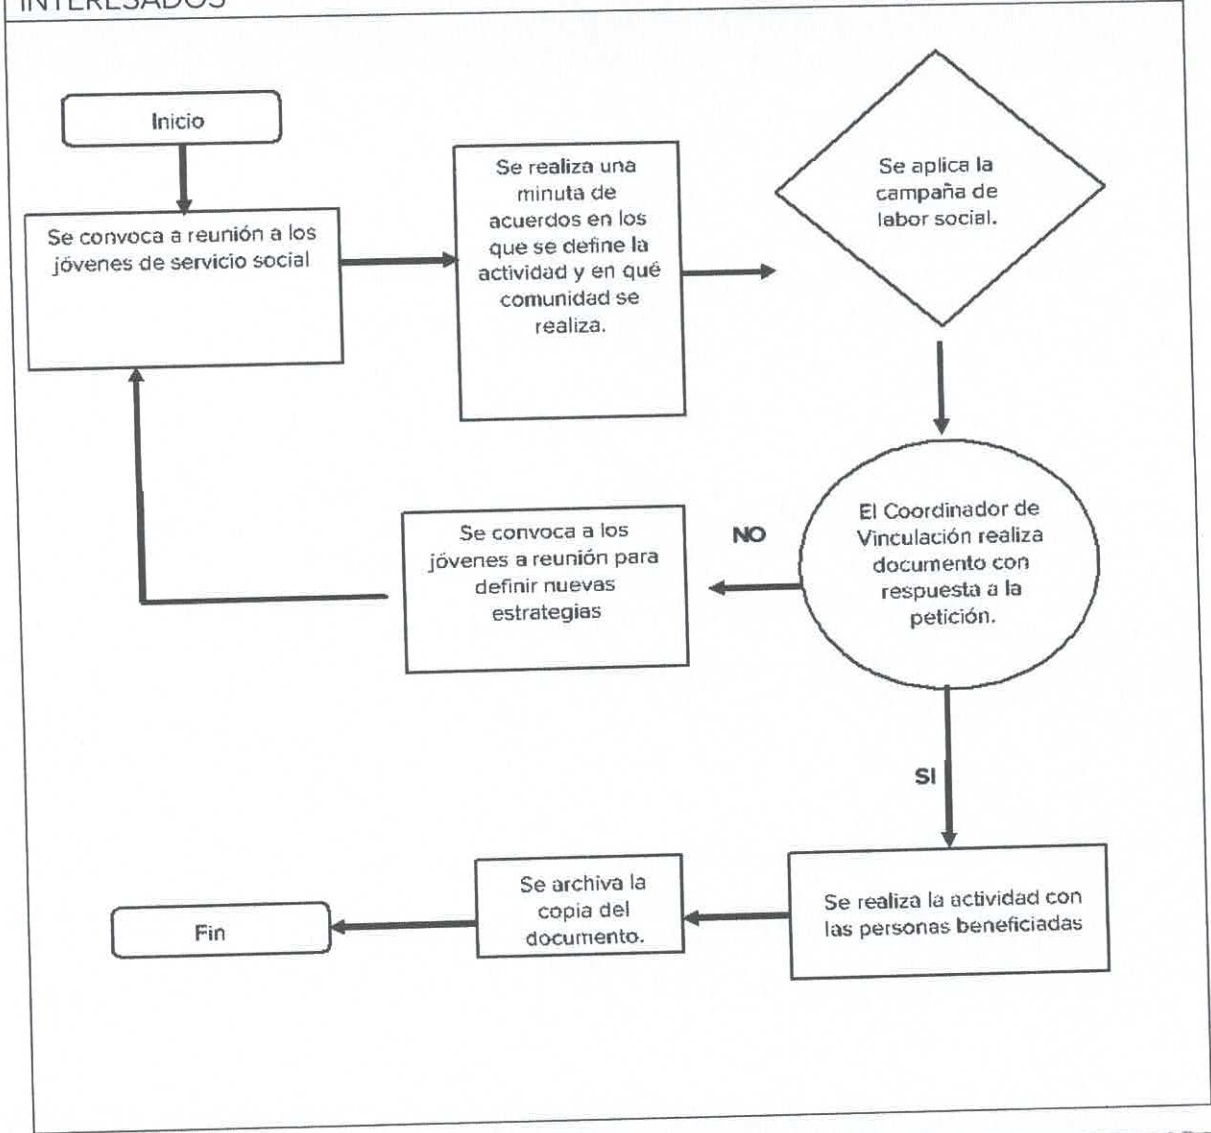 INTERESADOS
Inicio
Se convoca a reunión a los
jóvenes de servicio social
Se realiza una
minuta de
acuerdos en los
que se define la
actividad y en qué
comunidad se
realiza.
Se aplica la
campaña de
labor social.
El Coordinador de
Vinculación realiza
documento con
respuesta a la
petición.
NO
Se convoca a los
jóvenes a reunión para
definir nuevas
estrategias
SI
Se realiza la actividad con
las personas beneficiadas
Se archiva la
copia del
documento.
Fin